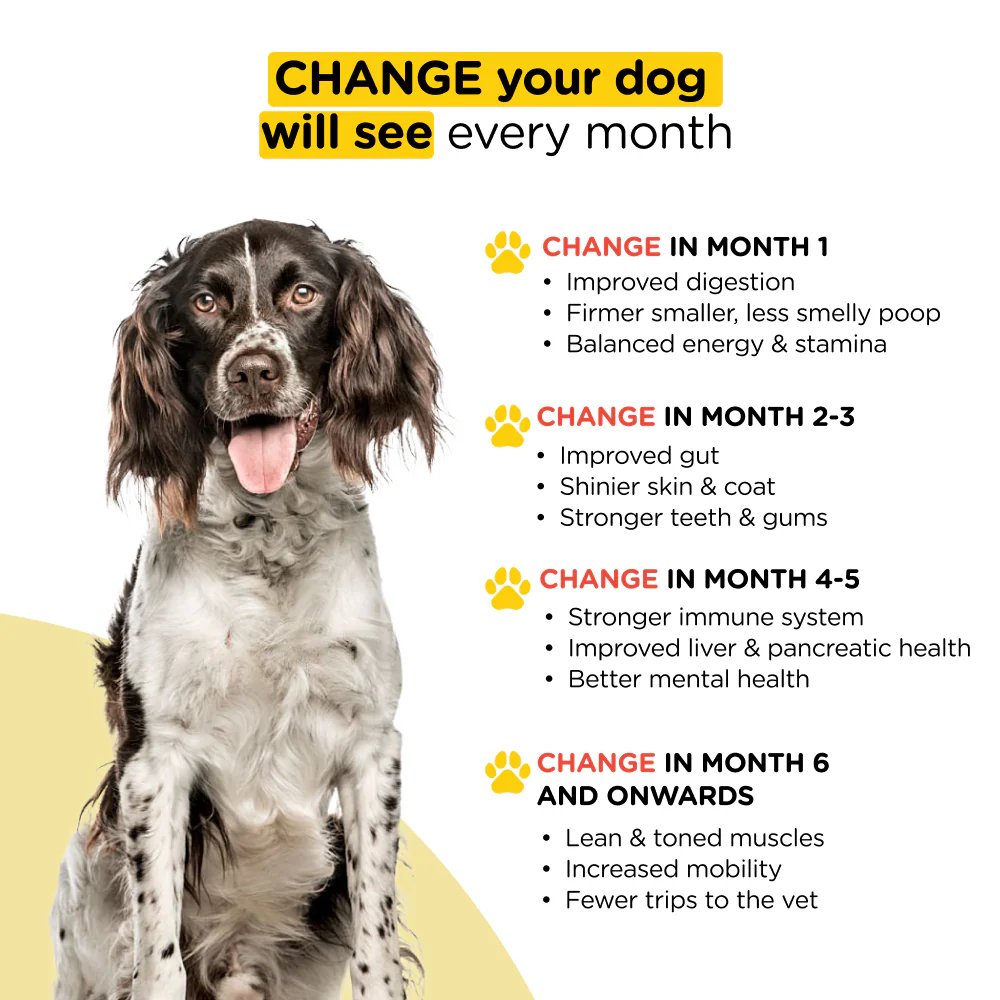 CHANGE your dog
will see every month
CHANGE IN MONTH 1
• Improved digestion
• Firmer smaller, less smelly poop
• Balanced energy & stamina
CHANGE IN MONTH 2-3
• Improved gut
• Shinier skin & coat
• Stronger teeth & gums
CHANGE IN MONTH 4-5
• Stronger immune system
• Improved liver & pancreatic health
• Better mental health
CHANGE IN MONTH 6
AND ONWARDS
• Lean & toned muscles
• Increased mobility
• Fewer trips to the vet